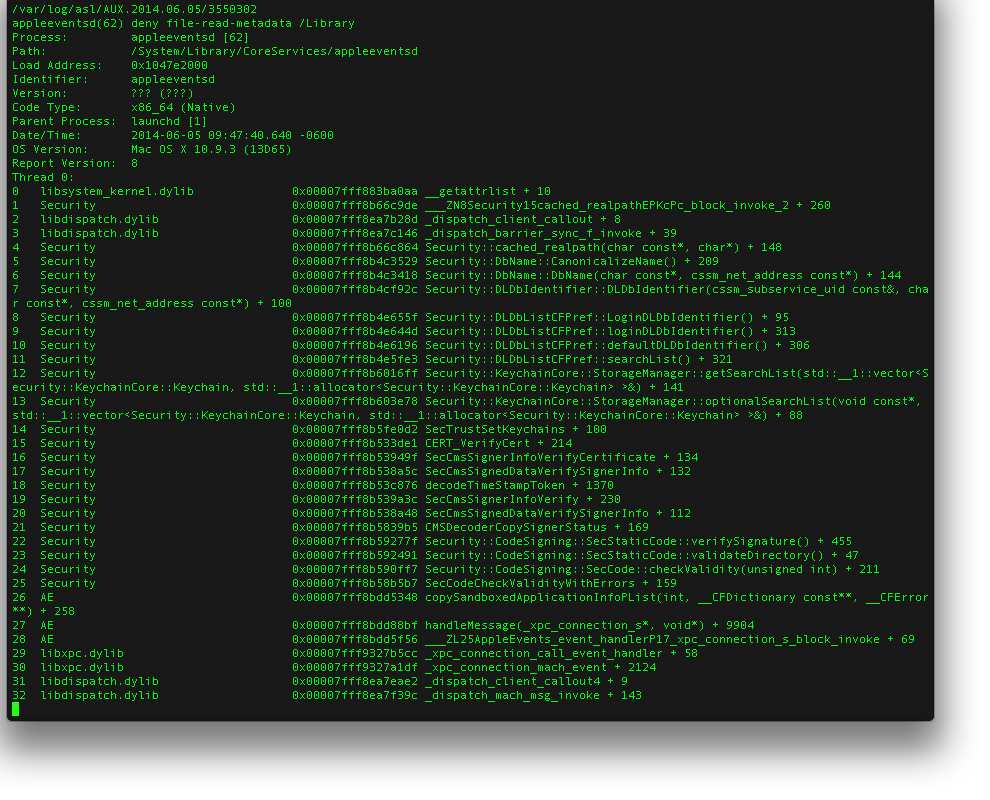 /var/log/asl/AUX.2014.06.05/3550302
appleeventsd(62) deny file-read-metadata /Library
Process:         appleeventsd [62]
Path:            /System/Library/CoreServices/appleeventsd
Load Address:    0x1047e2000
Identifier:      appleeventsd
Version:         ??? (???)
Code Type:       x86_64 (Native)
Parent Process:  launchd [1]
Date/Time:       2014-06-05 09:47:40.640 -0600
OS Version:      Mac OS X 10.9.3 (13D65)
Report Version:  8
Thread 0:
0   libsystem_kernel.dylib              0x00007fff883ba0aa __getattrlist + 10
1   Security                            0x00007fff8b66c9de ___ZN8Security15cached_realpathEPKcPc_block_invoke_2 + 260
2   libdispatch.dylib                   0x00007fff8ea7b28d _dispatch_client_callout + 8
3   libdispatch.dylib                   0x00007fff8ea7c146 _dispatch_barrier_sync_f_invoke + 39
4   Security                            0x00007fff8b66c864 Security::cached_realpath(char const*, char*) + 148
5   Security                            0x00007fff8b4c3529 Security::DbName::CanonicalizeName() + 209
6   Security                            0x00007fff8b4c3418 Security::DbName::DbName(char const*, cssm_net_address const*) + 144
7   Security                            0x00007fff8b4cf92c Security::DLDbIdentifier::DLDbIdentifier(cssm_subservice_uid const&, cha
r const*, cssm_net_address const*) + 100
8   Security                            0x00007fff8b4e655f Security::DLDbListCFPref::LoginDLDbIdentifier() + 95
9   Security                            0x00007fff8b4e644d Security::DLDbListCFPref::loginDLDbIdentifier() + 313
10  Security                            0x00007fff8b4e6196 Security::DLDbListCFPref::defaultDLDbIdentifier() + 306
11  Security                            0x00007fff8b4e5fe3 Security::DLDbListCFPref::searchList() + 321
12  Security                            0x00007fff8b6016ff Security::KeychainCore::StorageManager::getSearchList(std::__1::vector<S
ecurity::KeychainCore::Keychain, std::__1::allocator<Security::KeychainCore::Keychain> >&) + 141
13  Security                            0x00007fff8b603e78 Security::KeychainCore::StorageManager::optionalSearchList(void const*,
std::__1::vector<Security::KeychainCore::Keychain, std::__1::allocator<Security::KeychainCore::Keychain> >&) + 88
14  Security                            0x00007fff8b5fe0d2 SecTrustSetKeychains + 100
15  Security                            0x00007fff8b533de1 CERT_VerifyCert + 214
16  Security                            0x00007fff8b53949f SecCmsSignerInfoVerifyCertificate + 134
17  Security                            0x00007fff8b538a5c SecCmsSignedDataVerifySignerInfo + 132
18  Security                            0x00007fff8b53c876 decodeTimeStampToken + 1370
19  Security                            0x00007fff8b539a3c SecCmsSignerInfoVerify + 230
20  Security                            0x00007fff8b538a48 SecCmsSignedDataVerifySignerInfo + 112
21  Security                            0x00007fff8b5839b5 CMSDecoderCopySignerStatus + 169
22  Security                            0x00007fff8b59277f Security::CodeSigning::SecStaticCode::verifySignature() + 455
23  Security                            0x00007fff8b592491 Security::CodeSigning::SecStaticCode::validateDirectory() + 47
24  Security                            0x00007fff8b590ff7 Security::CodeSigning::SecCode::checkValidity(unsigned int) + 211
25  Security                            0x00007fff8b58b5b7 SecCodeCheckValidityWithErrors + 159
26  AE                                  0x00007fff8bdd5348 copySandboxedApplicationInfoPList(int, __CFDictionary const**, __CFError
**) + 258
27  AE                                  0x00007fff8bdd88bf handleMessage(_xpc_connection_s*, void*) + 9904
28  AE                                  0x00007fff8bdd5f56 ___ZL25AppleEvents_event_handlerP17_xpc_connection_s_block_invoke + 69
29  libxpc.dylib                        0x00007fff9327b5cc _xpc_connection_call_event_handler + 58
30  libxpc.dylib                        0x00007fff9327a1df _xpc_connection_mach_event + 2124
31  libdispatch.dylib                   0x00007fff8ea7eae2 _dispatch_client_callout4 + 9
32  libdispatch.dylib                   0x00007fff8ea7f39c _dispatch_mach_msg_invoke + 143